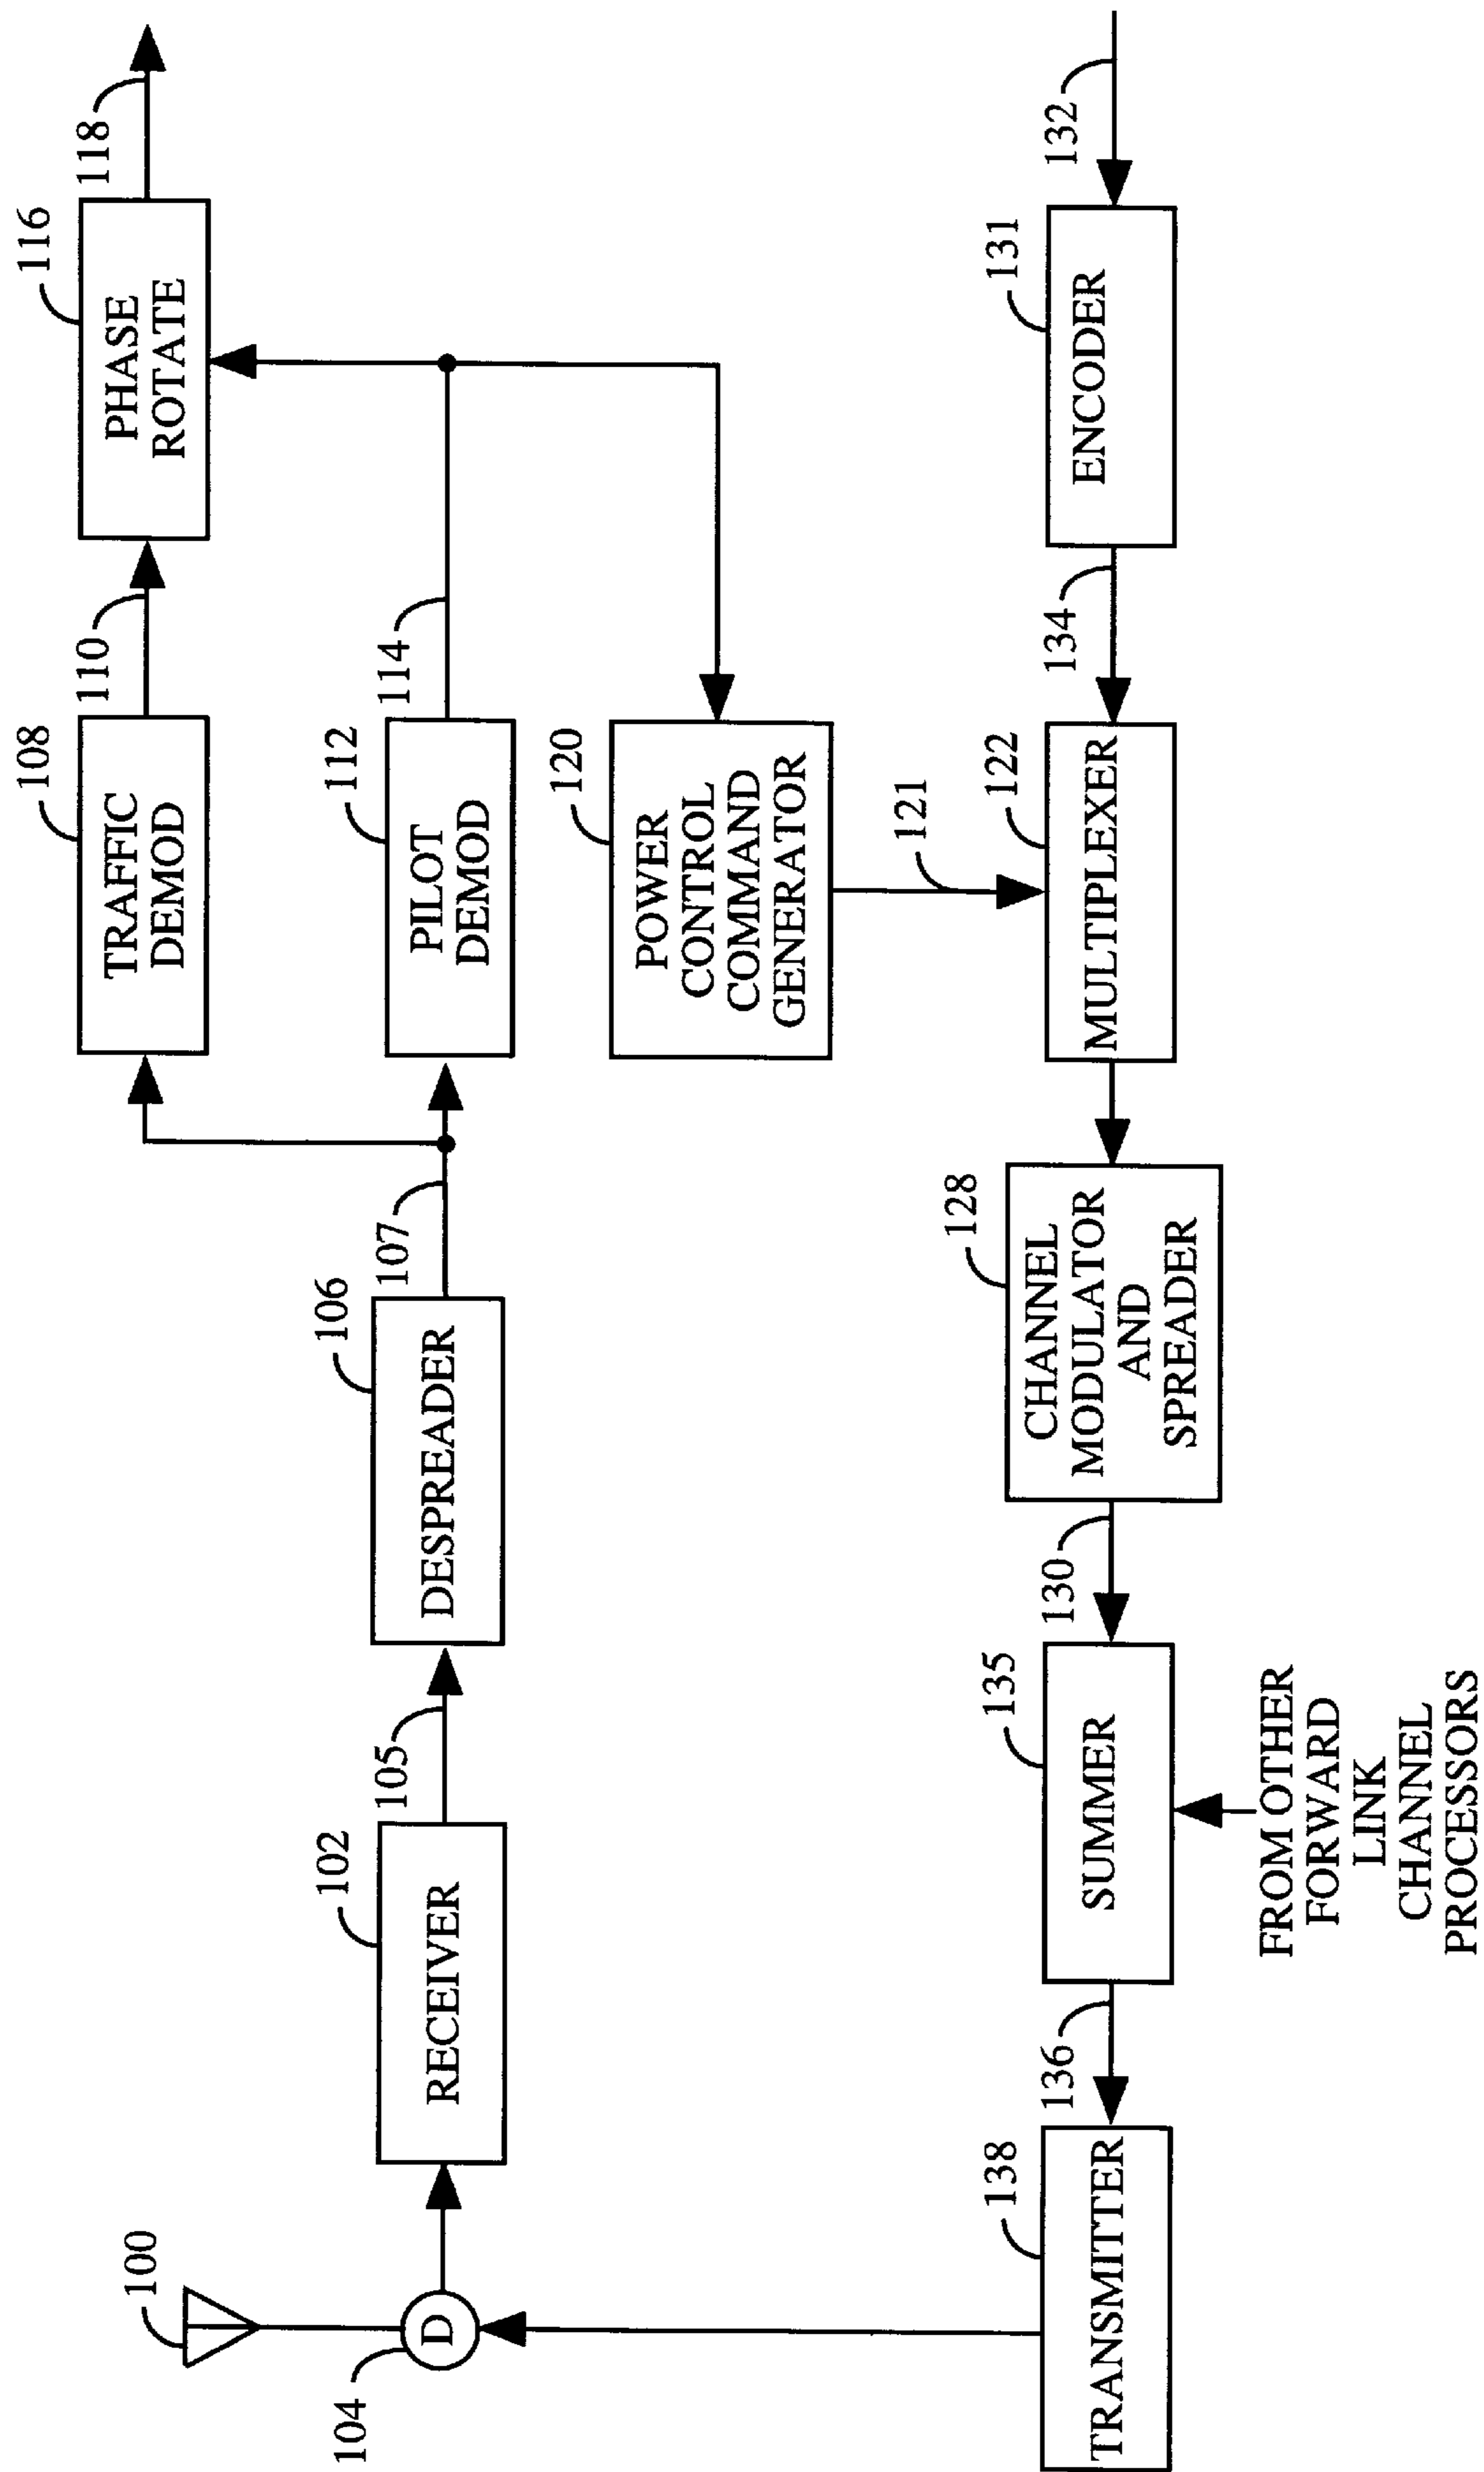 100
104
D
102
RECEIVER
105
106
DESPREADER
107
108
TRAFFIC
DEMOD
110
116
PHASE
ROTATE
118
112
PILOT
DEMOD
114
120
POWER
CONTROL
COMMAND
GENERATOR
121
138
TRANSMITTER
136
135
SUMMER
FROM OTHER
FORWARD
LINK
CHANNEL
PROCESSORS
130
128
CHANNEL
MODULATOR
AND
SPREADER
122
MULTIPLEXER
134
131
ENCODER
132